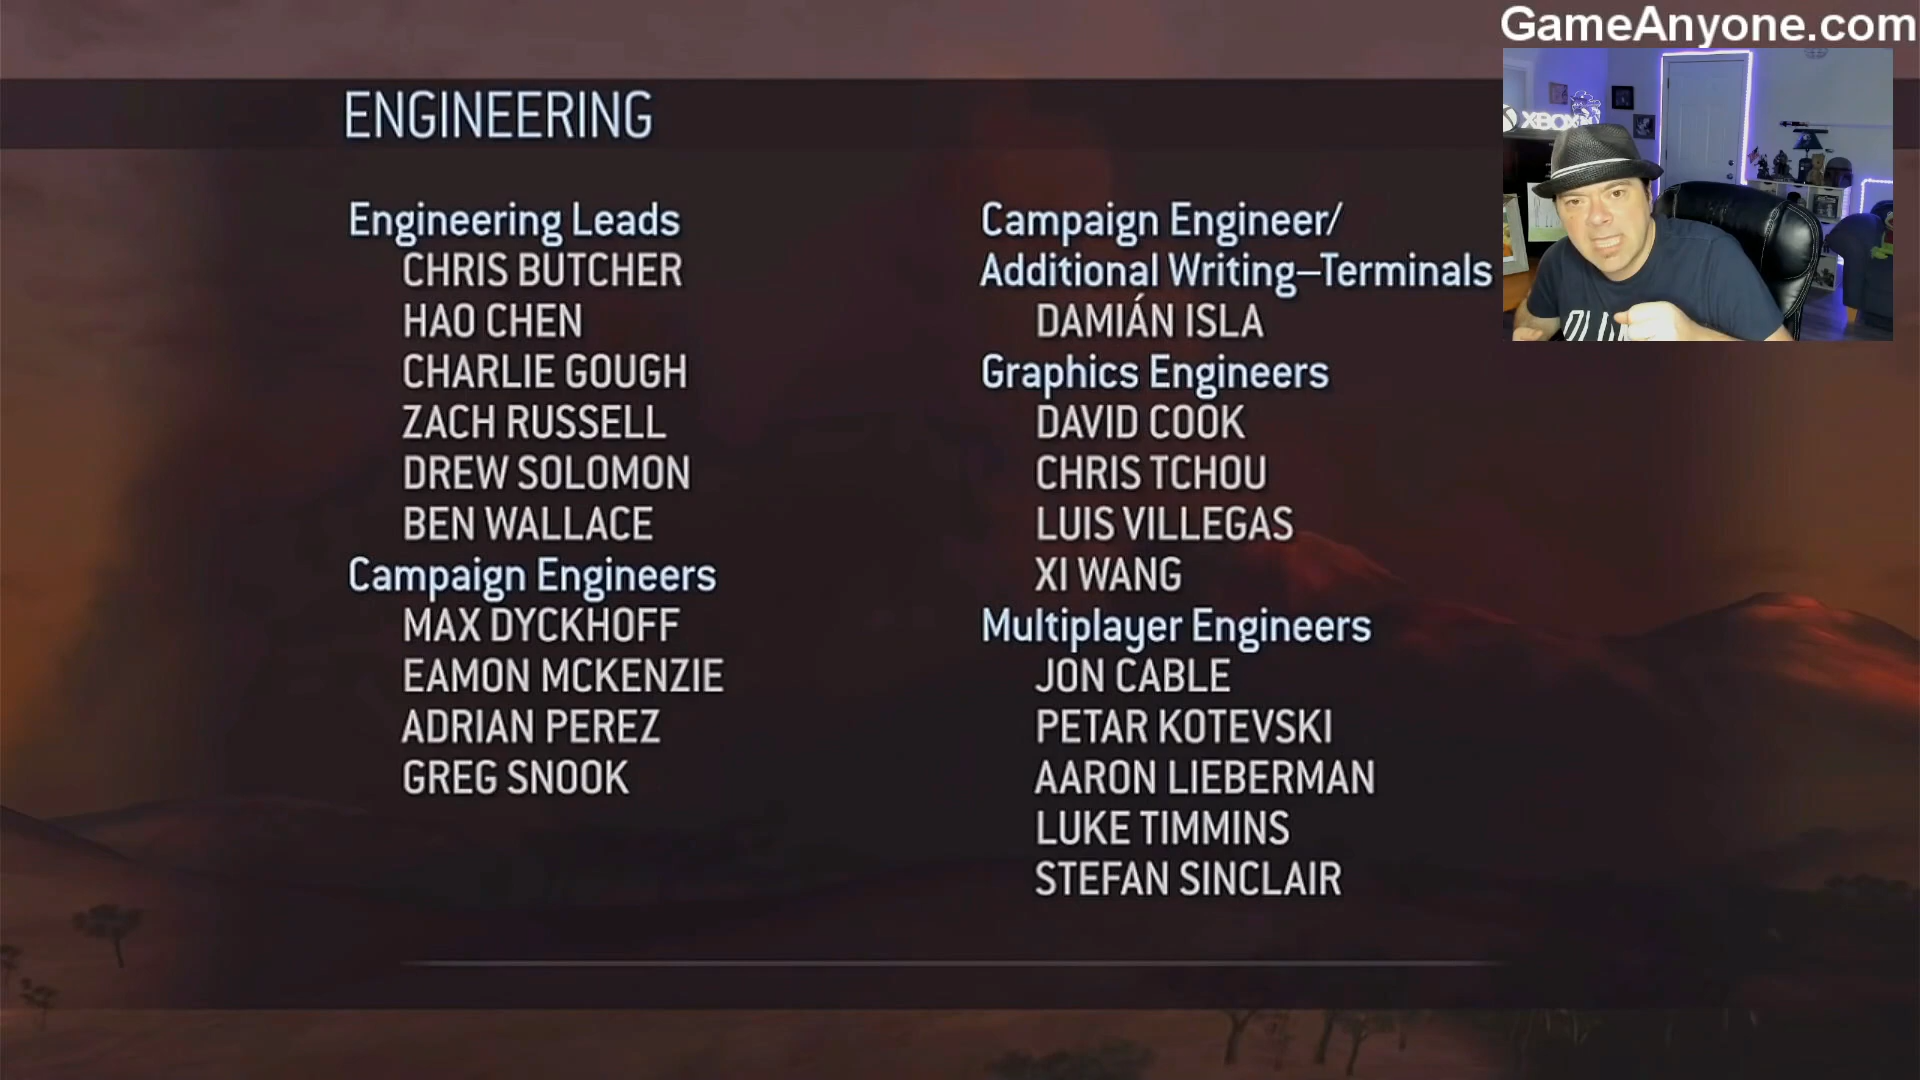 GameAnyone.com
XBOX
ENGINEERING
Engineering Leads
CHRIS BUTCHER
HAO CHEN
CHARLIE GOUGH
ZACH RUSSELL
DREW SOLOMON
BEN WALLACE
Campaign Engineers
MAX DYCKHOFF
EAMON MCKENZIE
ADRIAN PEREZ
GREG SNOOK
Campaign Engineer/
Additional Writing–Terminals
DAMIÁN ISLA
Graphics Engineers
DAVID COOK
CHRIS TCHOU
LUIS VILLEGAS
XI WANG
Multiplayer Engineers
JON CABLE
PETAR KOTEVSKI
AARON LIEBERMAN
LUKE TIMMINS
STEFAN SINCLAIR